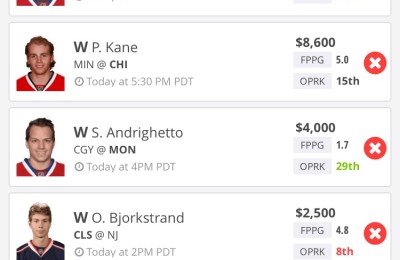 W P. Kane
$8,600
MIN @ CHI
FPPG 5.0
Today at 5:30 PM PDT
OPRK 15th
W S. Andrighetto
$4,000
CGY @ MON
FPPG 1.7
Today at 4PM PDT
OPRK 29th
W O. Bjorkstrand
$2,500
CLS @ NJ
FPPG 4.8
Today at 2PM PDT
OPRK 8th